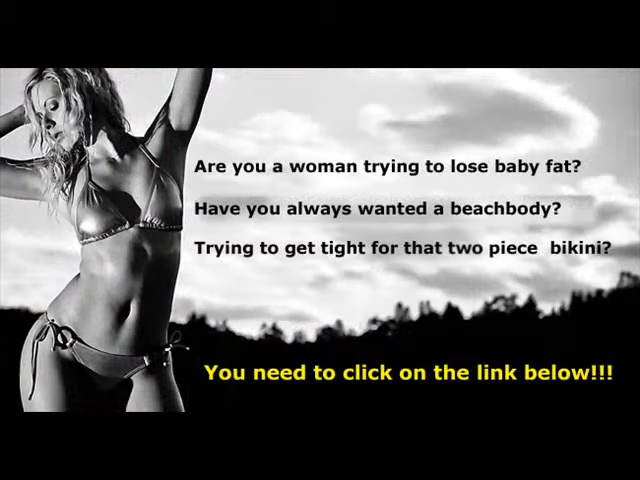 Are you a woman trying to lose baby fat?
Have you always wanted a beachbody?
Trying to get tight for that two piece  bikini?
You need to click on the link below!!!